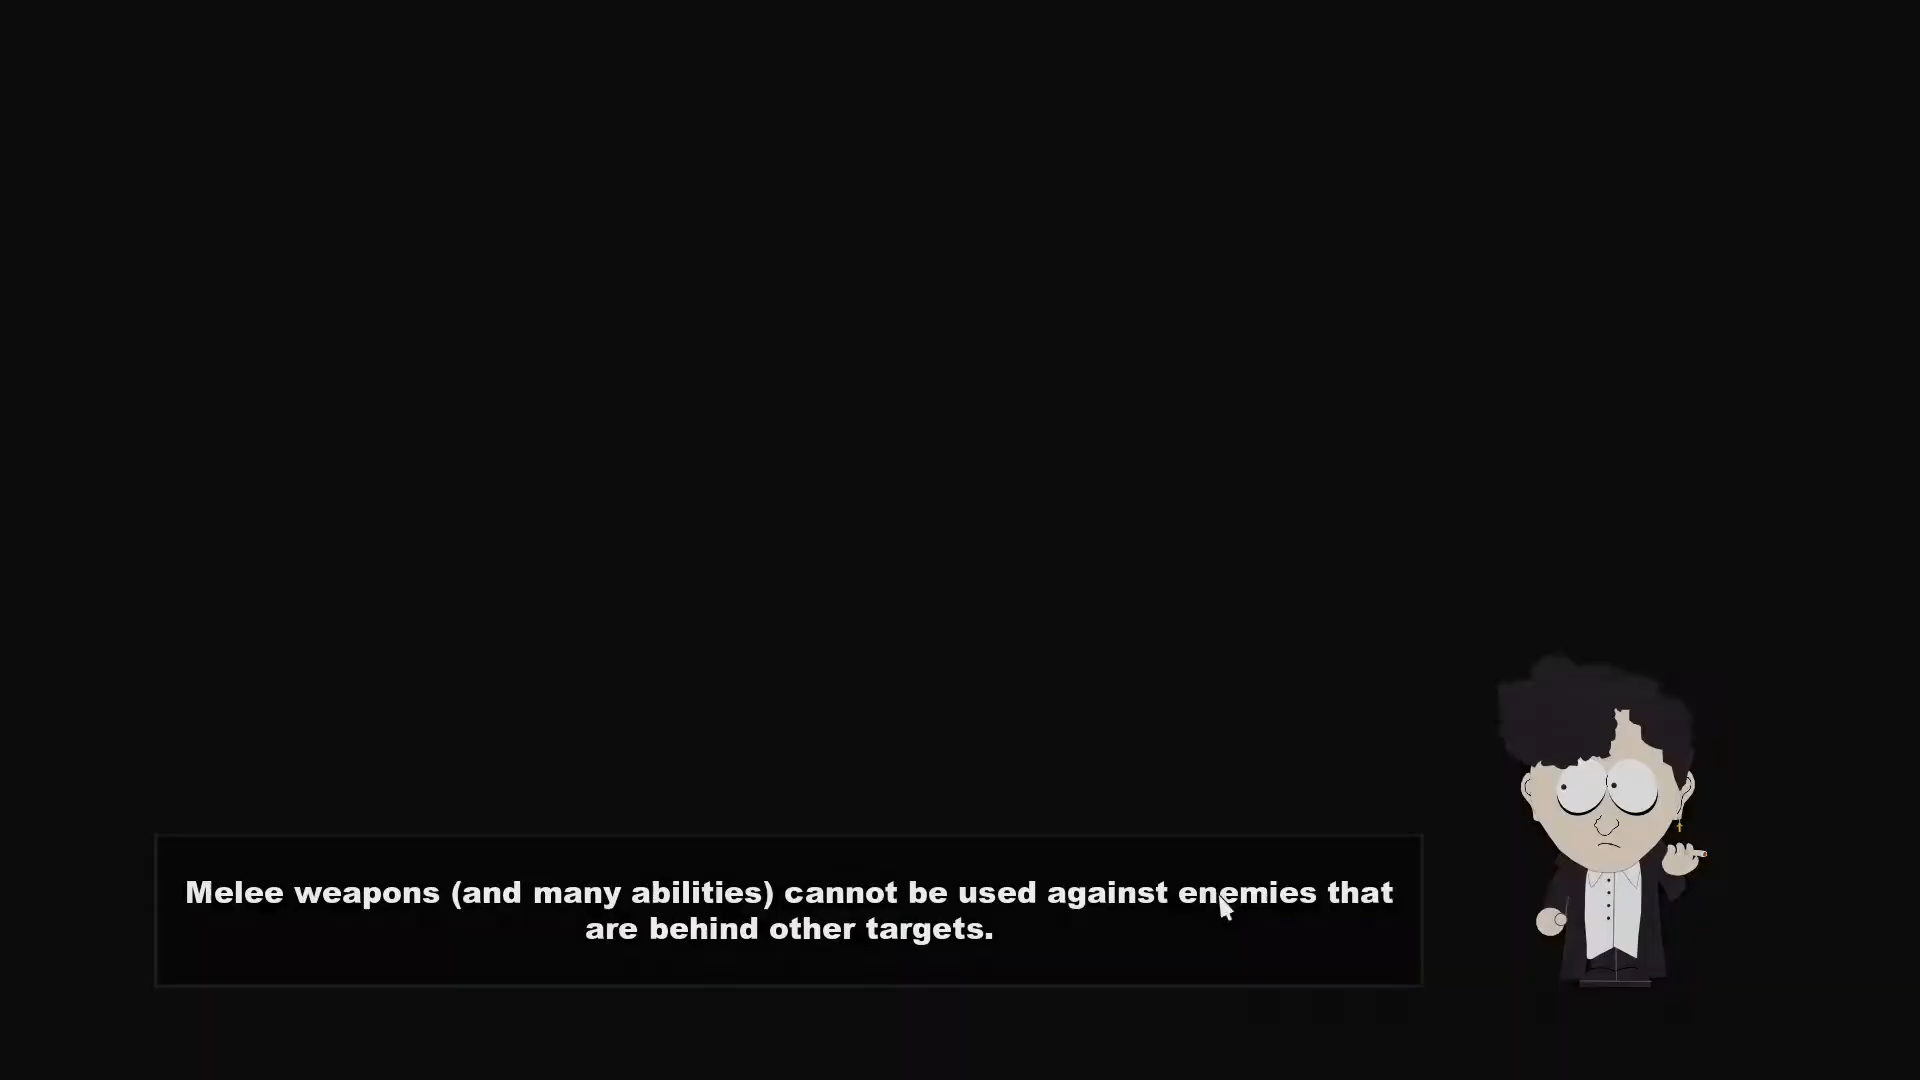 Melee weapons (and many abilities) cannot be used against enemies that
are behind other targets.